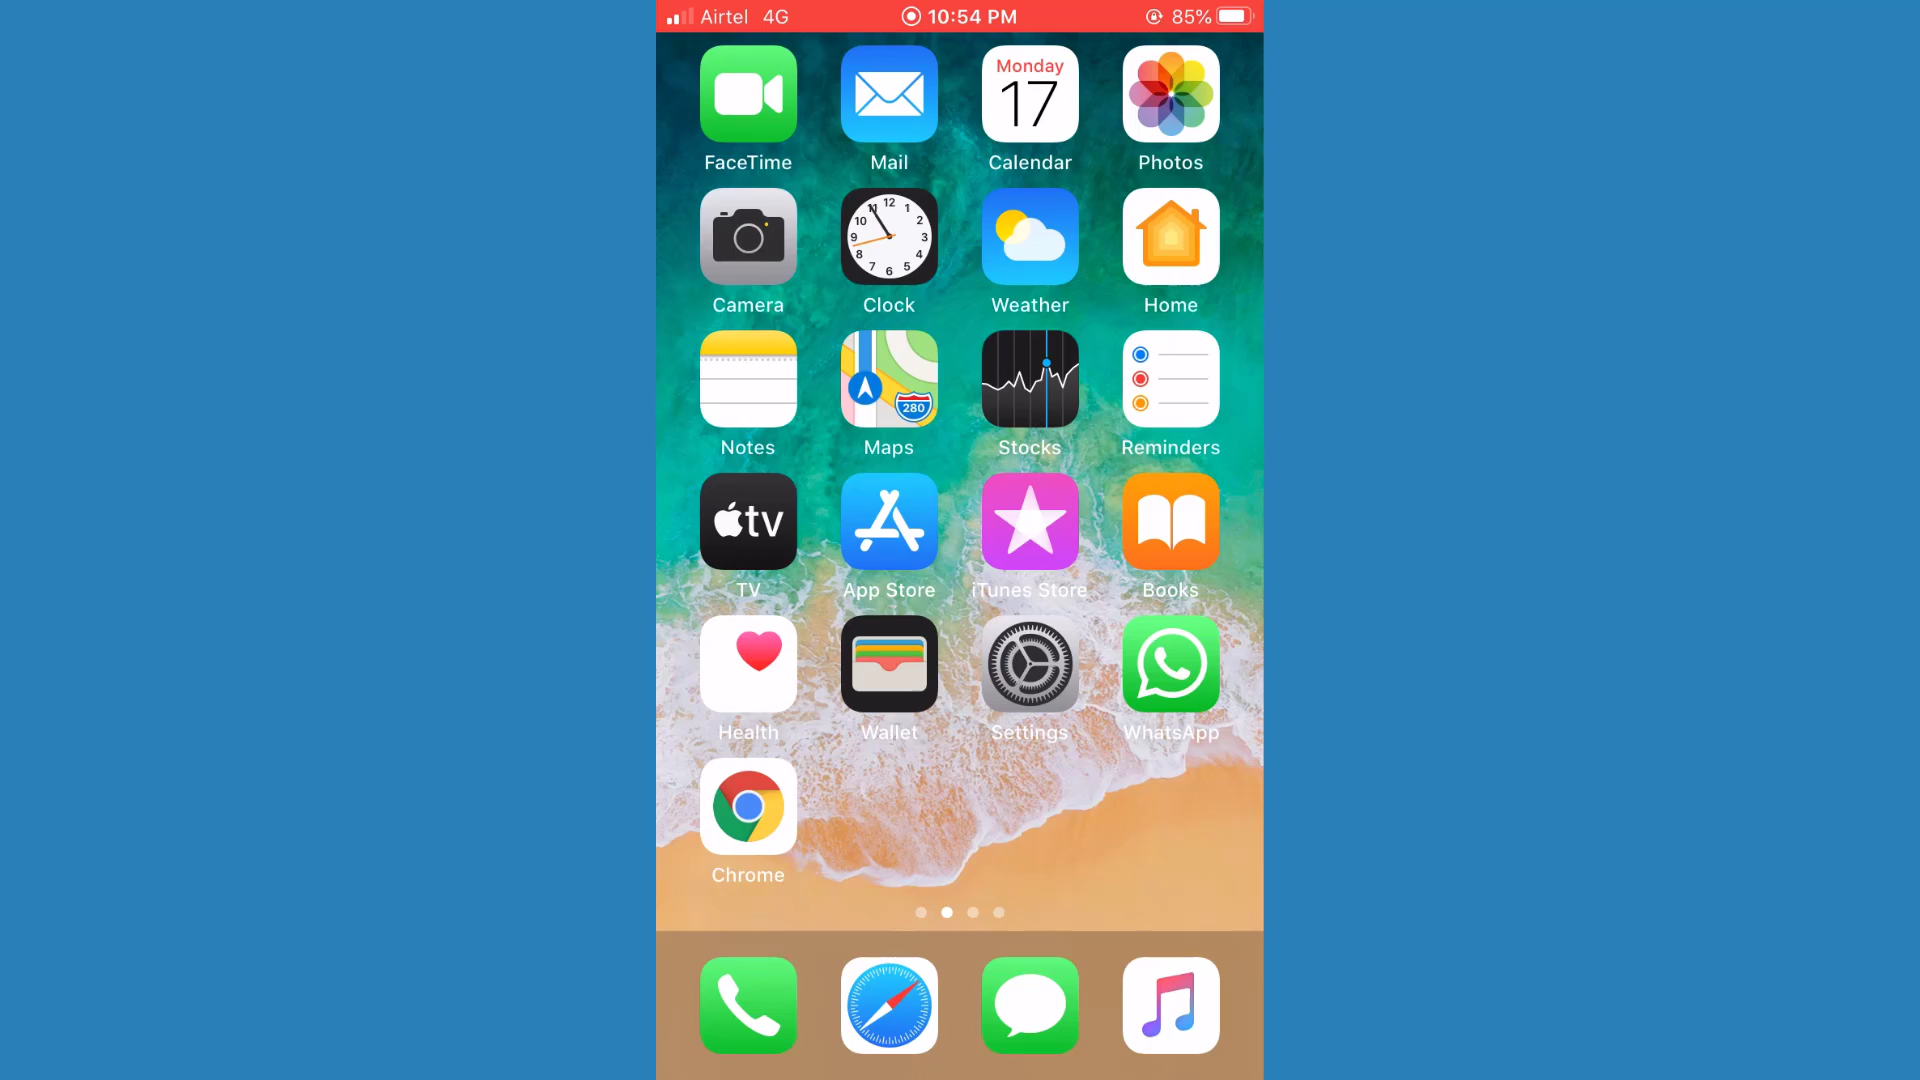 Airtel 4G 10:54 PM 85%
Monday
17
FaceTime Mail Calendar Photos
12
11 1
10 2
9 3
8 4
7 5
6
Camera Clock Weather Home
280
Notes Maps Stocks Reminders
tv
TV App Store iTunes Store Books
Health Wallet Settings WhatsApp
Chrome